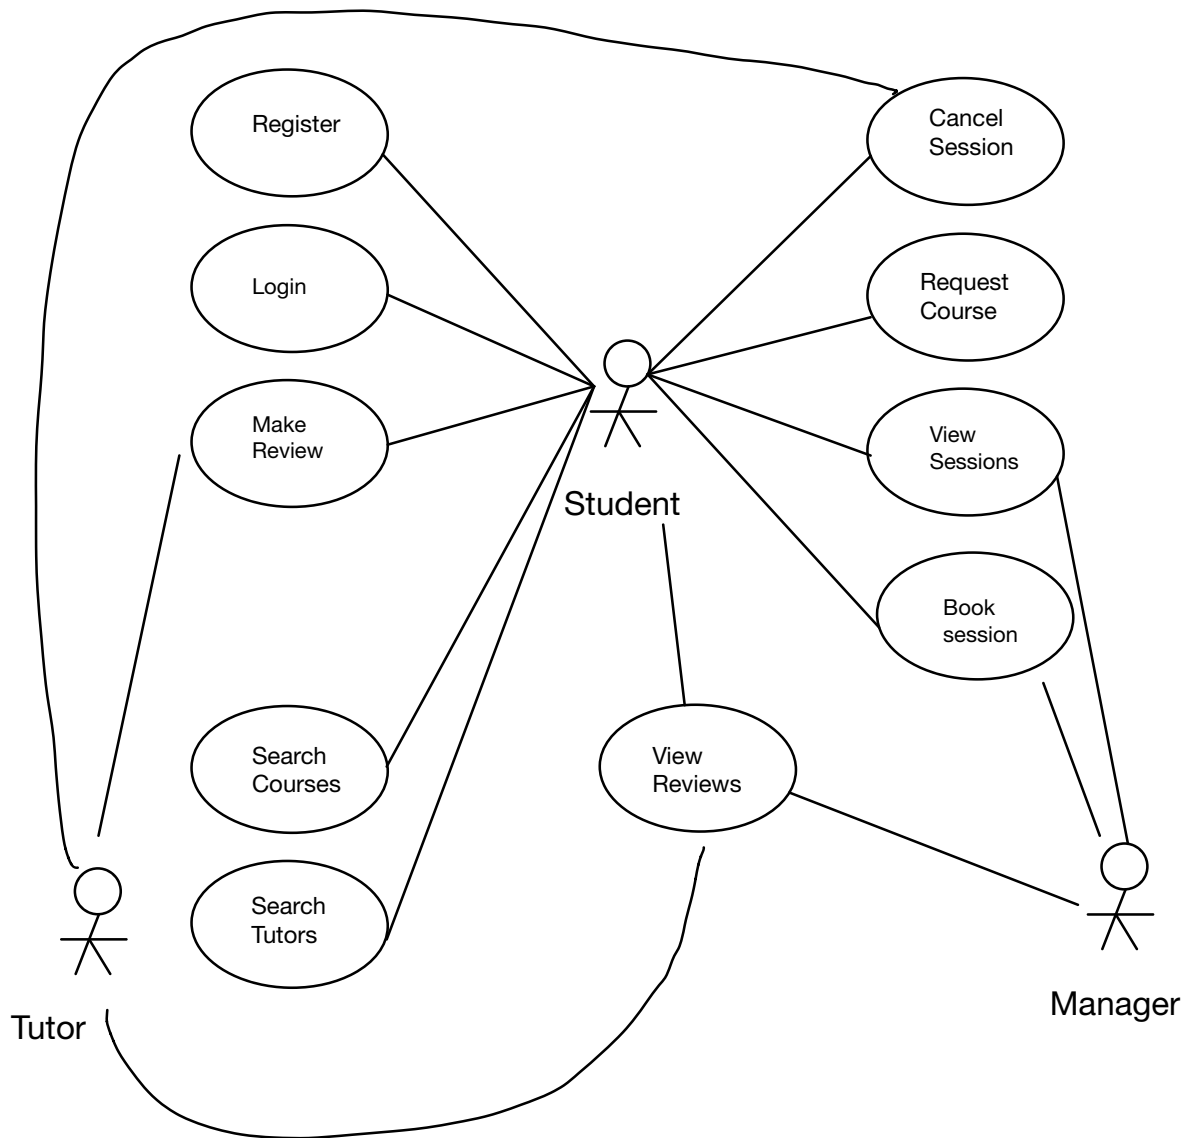 Register
Cancel
Session
Login
Request
Course
Make
Review
View
Sessions
Student
Book
session
Search
Courses
View
Reviews
Search
Tutors
Manager
Tutor